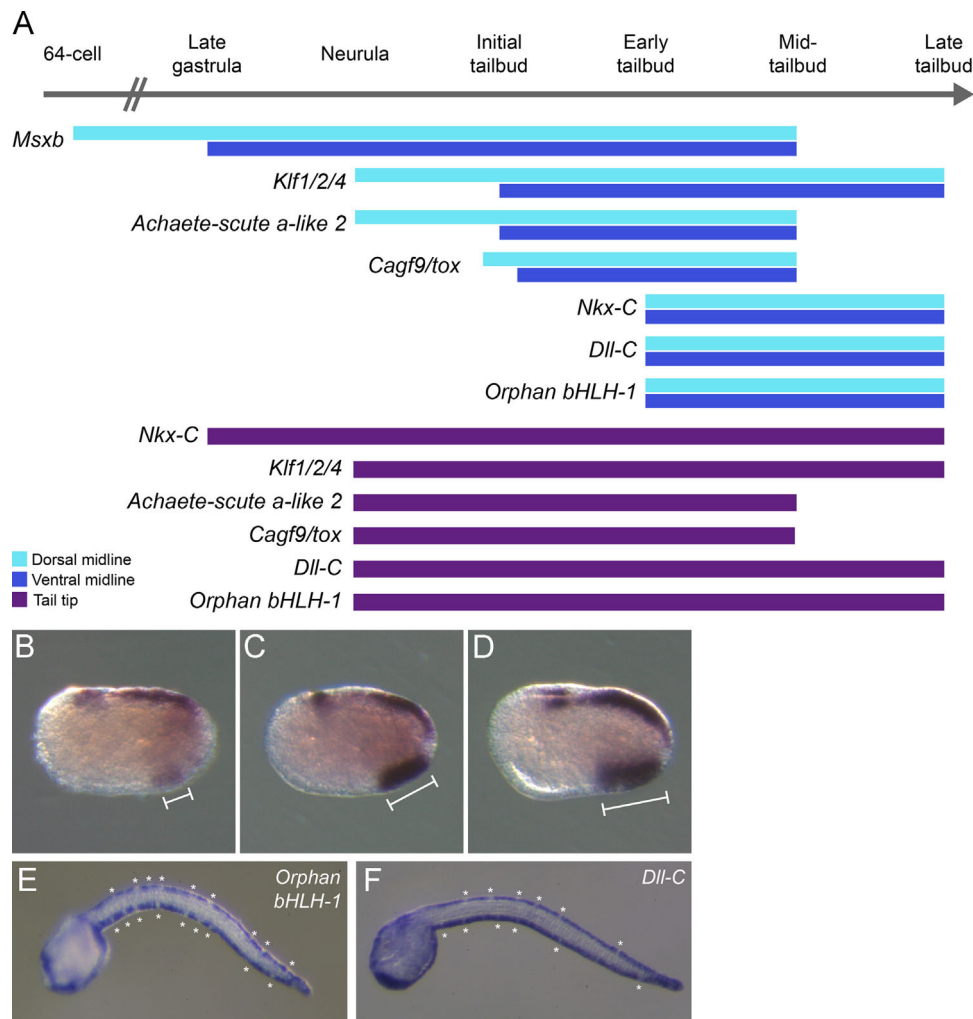 A
64-cell
Late
gastrula
Neurula
Initial
tailbud
Early
tailbud
Mid-
tailbud
Late
tailbud
Msxb
Klf1/2/4
Achaete-scute a-like 2
Cagf9/tox
Nkx-C
Dll-C
Orphan bHLH-1
Nkx-C
Klf1/2/4
Achaete-scute a-like 2
Cagf9/tox
Dll-C
Orphan bHLH-1
Dorsal midline
Ventral midline
Tail tip
B
C
D
E
Orphan
bHLH-1
F
Dll-C